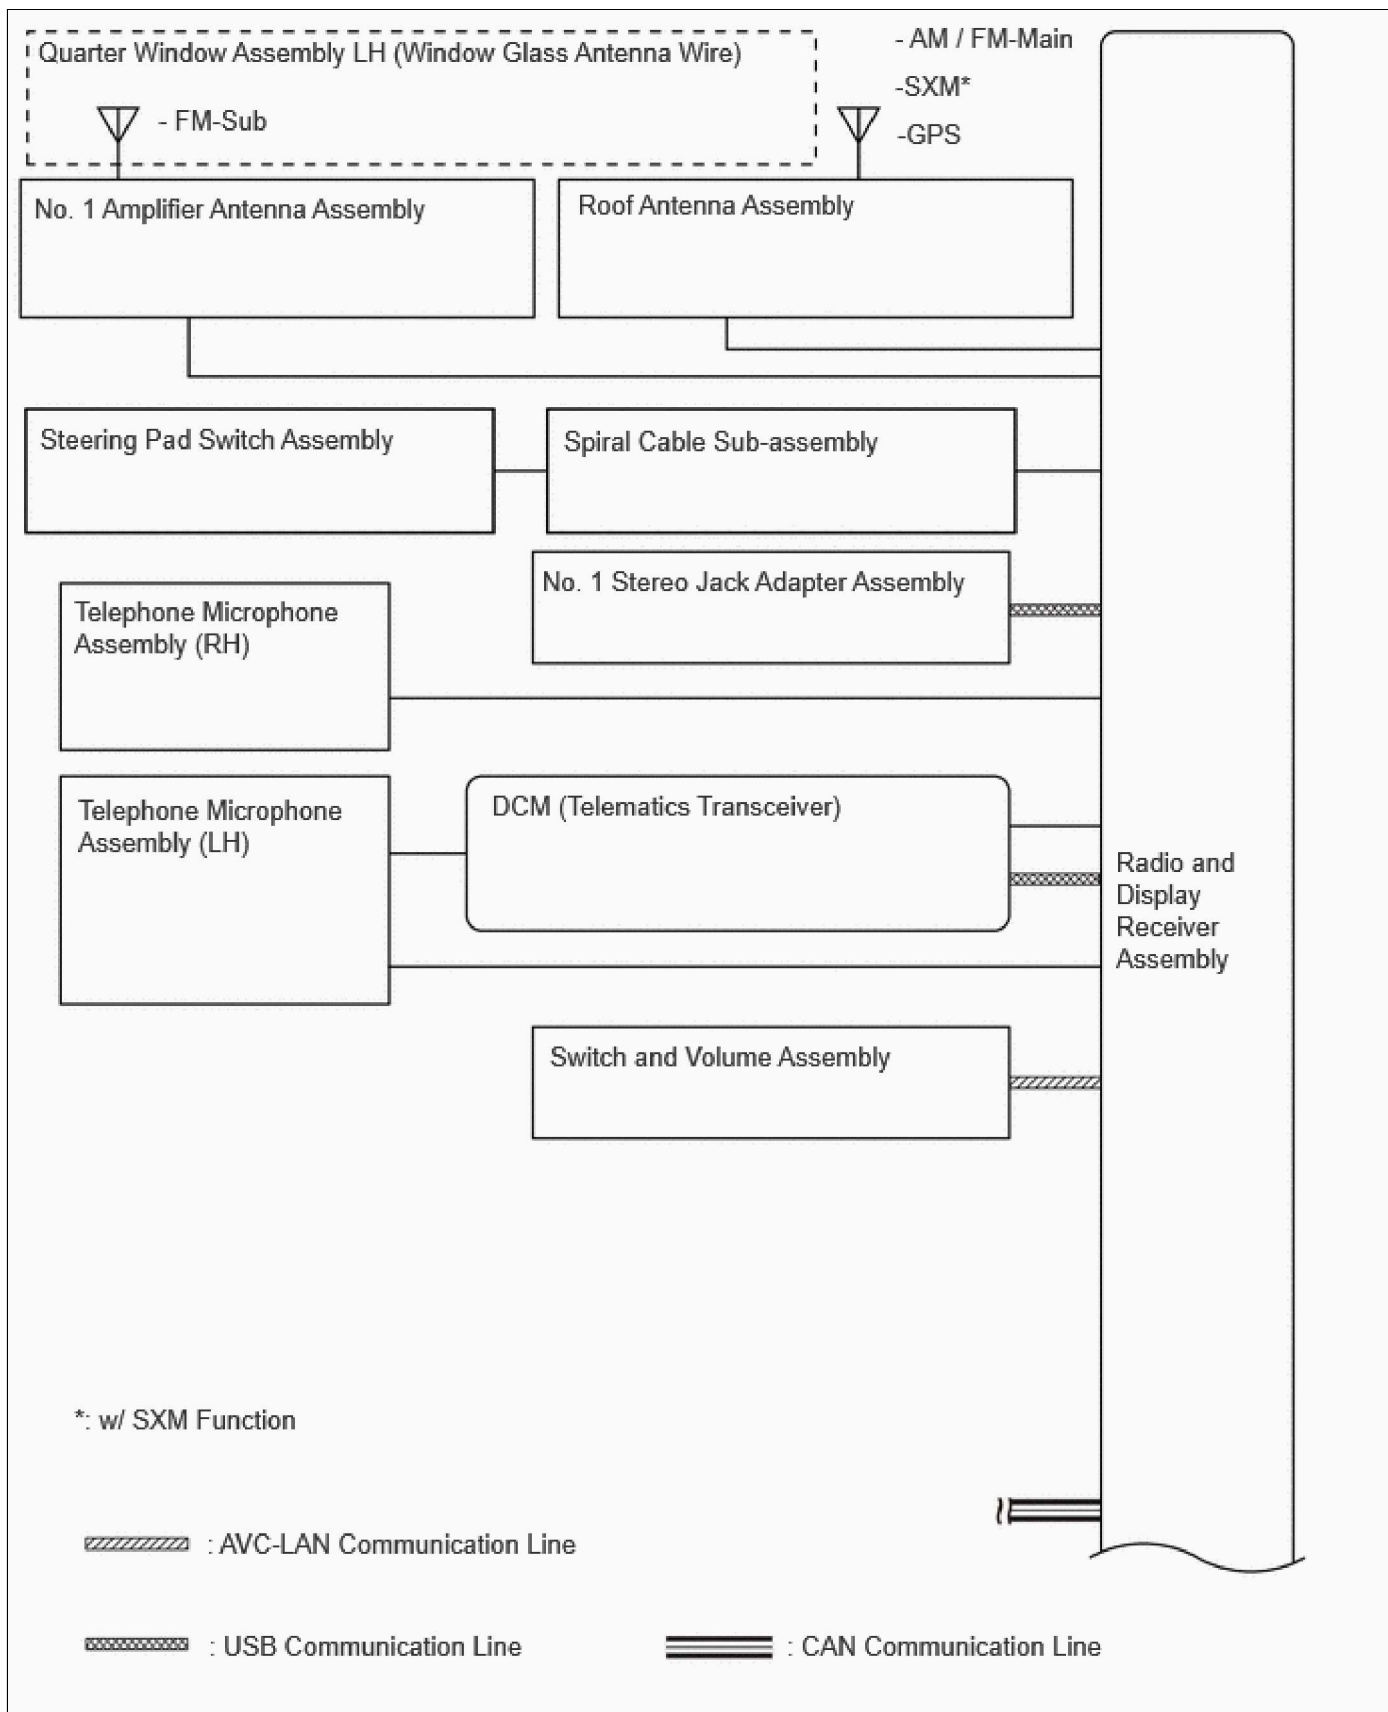 Quarter Window Assembly LH (Window Glass Antenna Wire)
- FM-Sub
- AM / FM-Main
-SXM*
-GPS
No. 1 Amplifier Antenna Assembly
Roof Antenna Assembly
Steering Pad Switch Assembly
Spiral Cable Sub-assembly
No. 1 Stereo Jack Adapter Assembly
Telephone Microphone
Assembly (RH)
Telephone Microphone
Assembly (LH)
DCM (Telematics Transceiver)
Radio and
Display
Receiver
Assembly
Switch and Volume Assembly
*: w/ SXM Function
: AVC-LAN Communication Line
: USB Communication Line
: CAN Communication Line